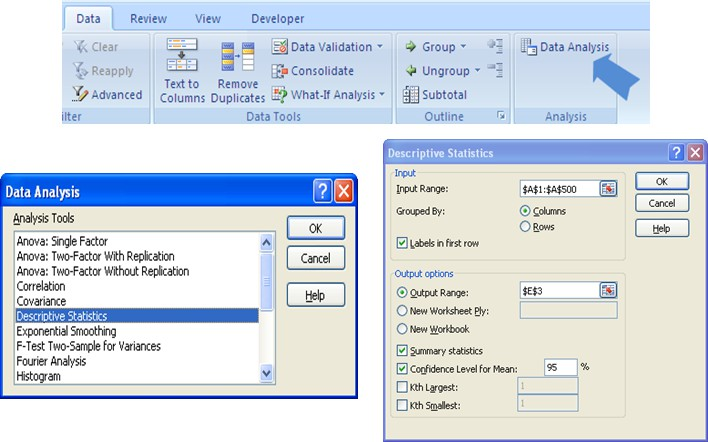 Data Review View Developer
Clear
Reapply
Advanced
Text to Columns
Remove Duplicates
Data Validation
Consolidate
What-If Analysis
Group
Ungroup
Subtotal
Data Analysis
ilter
Data Tools
Outline
Analysis
Data Analysis
Analysis Tools
Anova: Single Factor
Anova: Two-Factor With Replication
Anova: Two-Factor Without Replication
Correlation
Covariance
Descriptive Statistics
Exponential Smoothing
F-Test Two-Sample for Variances
Fourier Analysis
Histogram
OK
Cancel
Help
Descriptive Statistics
Input
Input Range: $A$1:$A$500
Grouped By: Columns
Rows
Labels in first row
Output options
Output Range: $E$3
New Worksheet Ply:
New Workbook
Summary statistics
Confidence Level for Mean: 95 %
Kth Largest: 1
Kth Smallest: 1
OK
Cancel
Help